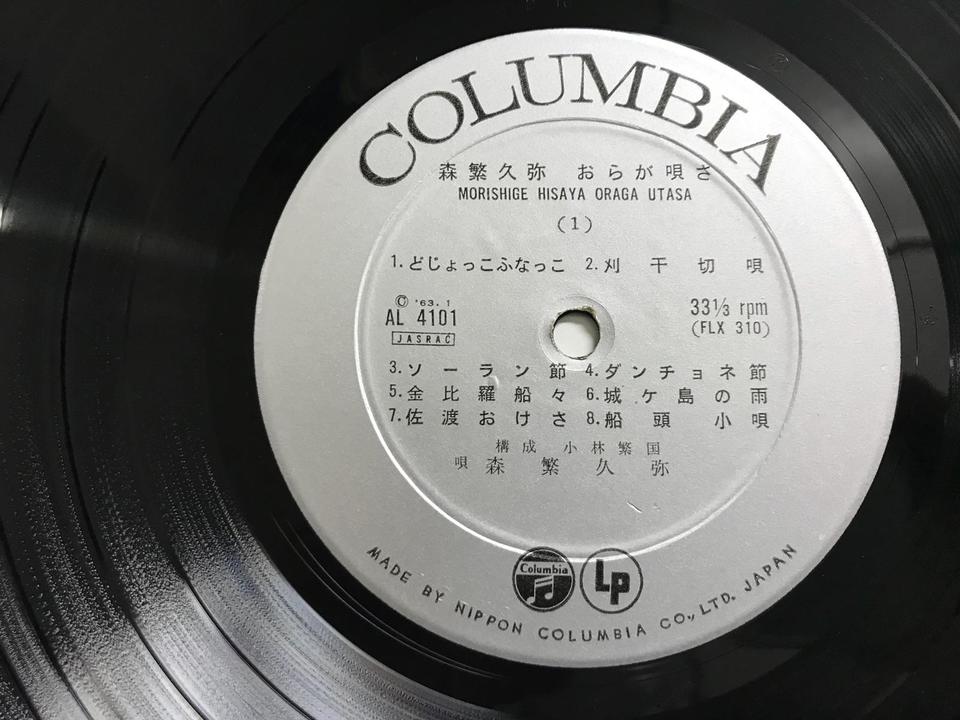 COLUMBIA
森繁久弥 おらが唄さ
MORISHIGE HISAYA ORAGA UTASA
(1)
1.どじょっこふなっこ 2.刈干切唄
Ⓒ '63.1
AL 4101
JASRAC
33⅓ rpm
(FLX 310)
3.ソーラン節 4.ダンチョネ節
5.金比羅船々 6.城ケ島の雨
7.佐渡おけさ 8.船頭小唄
構成 小林繁国
唄 森繁久弥
Columbia
LP
MADE BY NIPPON COLUMBIA CO., LTD. JAPAN